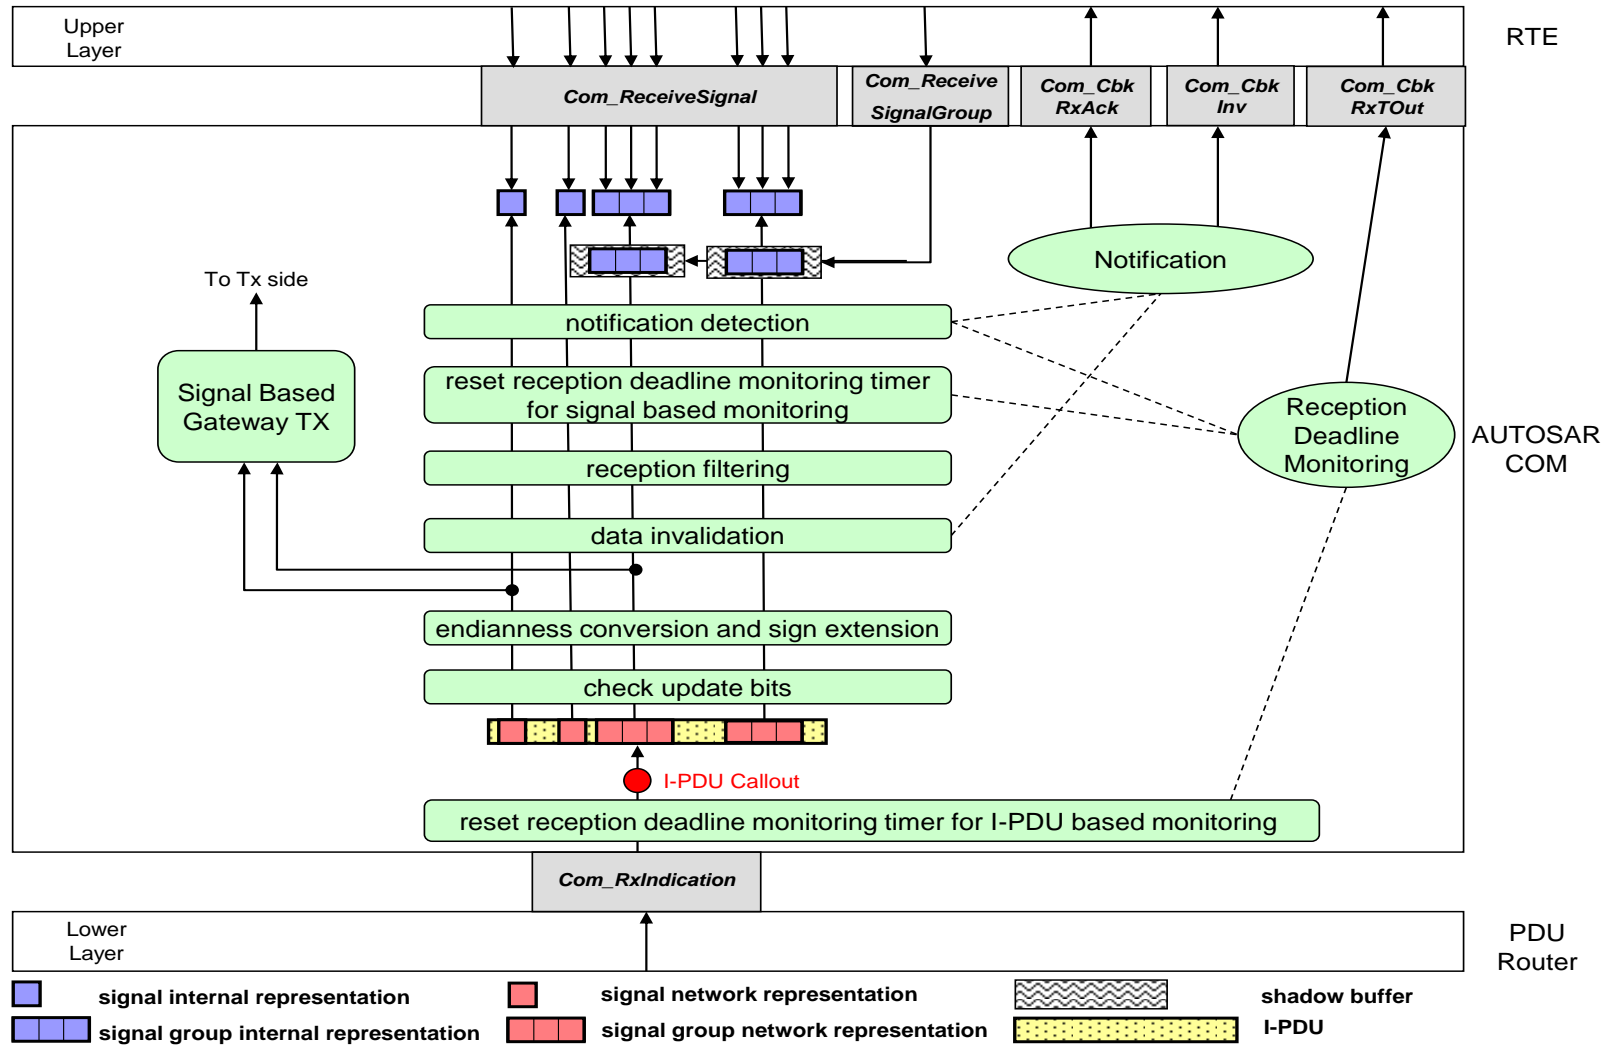 Upper
Layer
RTE
Com_ReceiveSignal
Com_Receive
SignalGroup
Com_Cbk
RxAck
Com_Cbk
Inv
Com_Cbk
RxTOut
Notification
To Tx side
notification detection
Signal Based
Gateway TX
reset reception deadline monitoring timer
for signal based monitoring
Reception
Deadline
Monitoring
AUTOSAR
COM
reception filtering
data invalidation
endianness conversion and sign extension
check update bits
I-PDU Callout
reset reception deadline monitoring timer for I-PDU based monitoring
Com_RxIndication
Lower
Layer
PDU
Router
signal internal representation
signal network representation
shadow buffer
signal group internal representation
signal group network representation
I-PDU